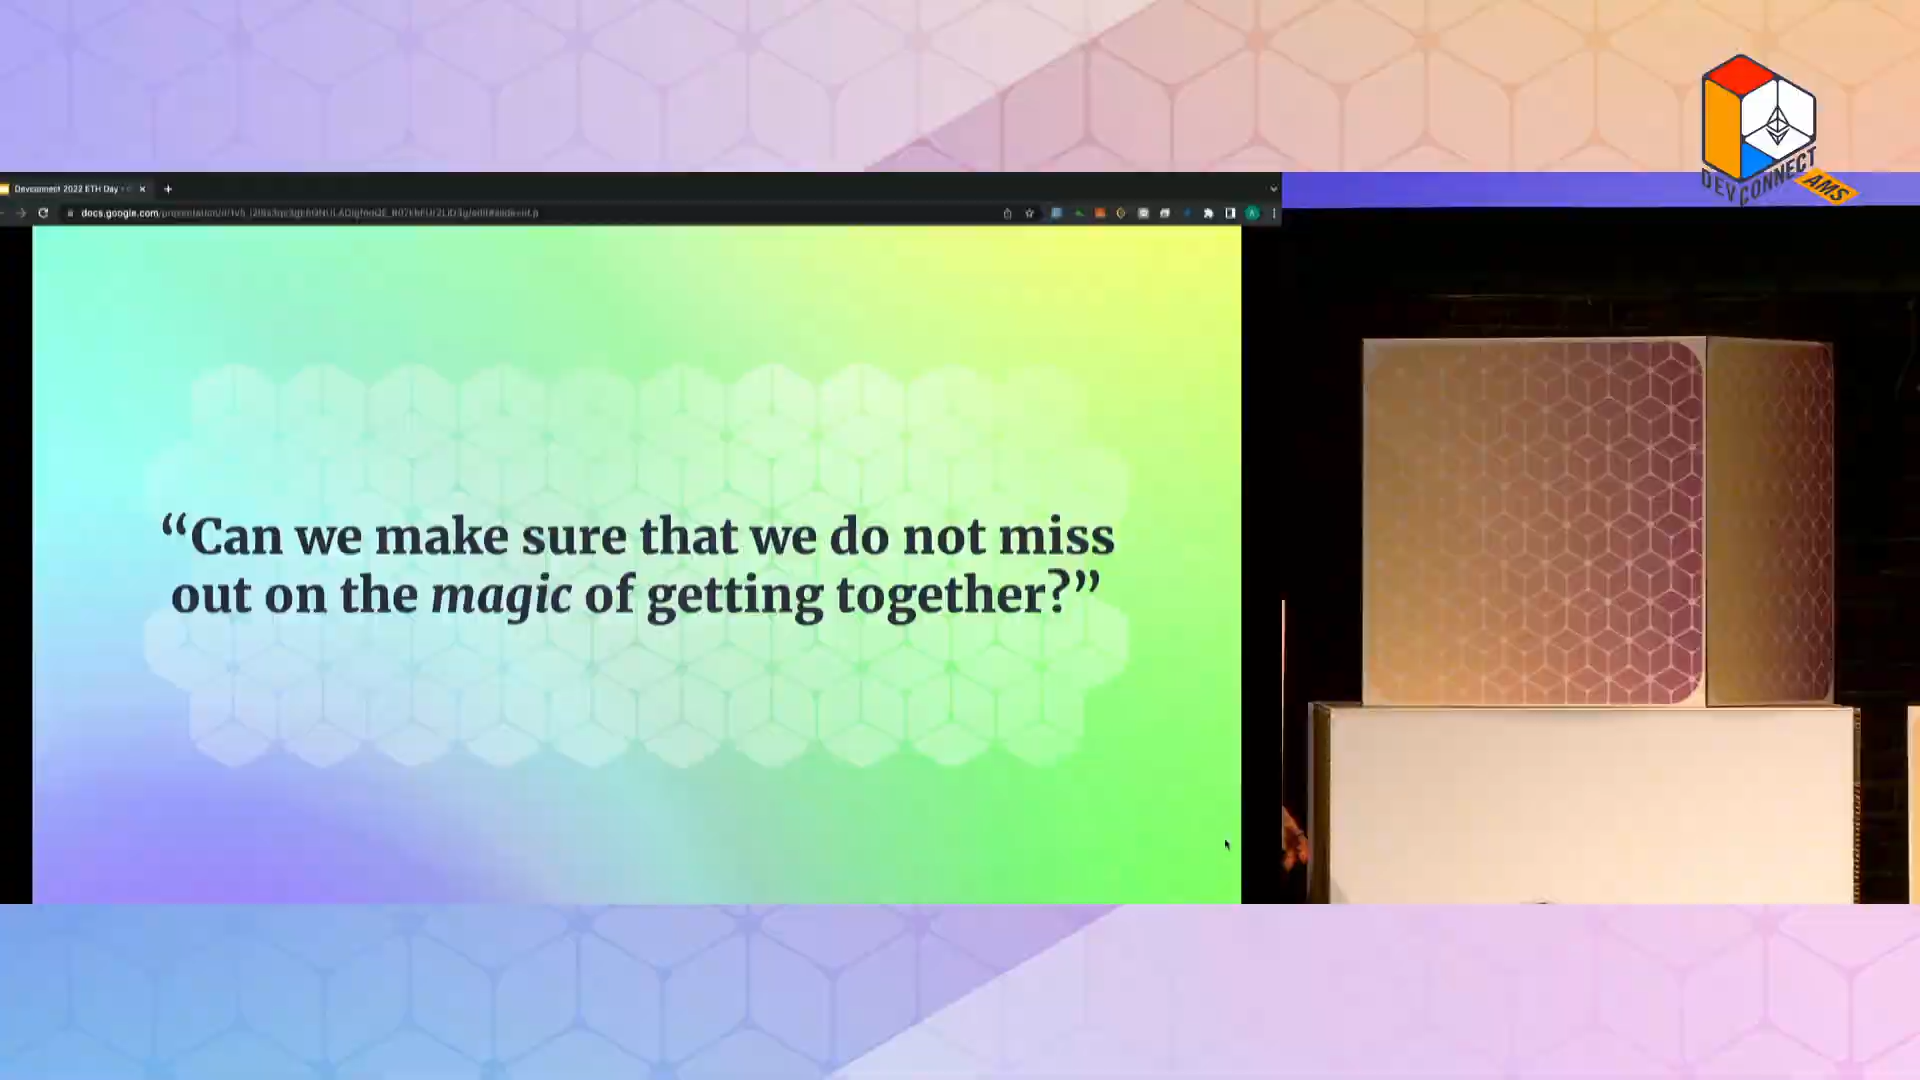 DEVCONNECT
AMS
Devconnect 2022 ETH Day
docs.google.com
“Can we make sure that we do not miss
out on the magic of getting together?”